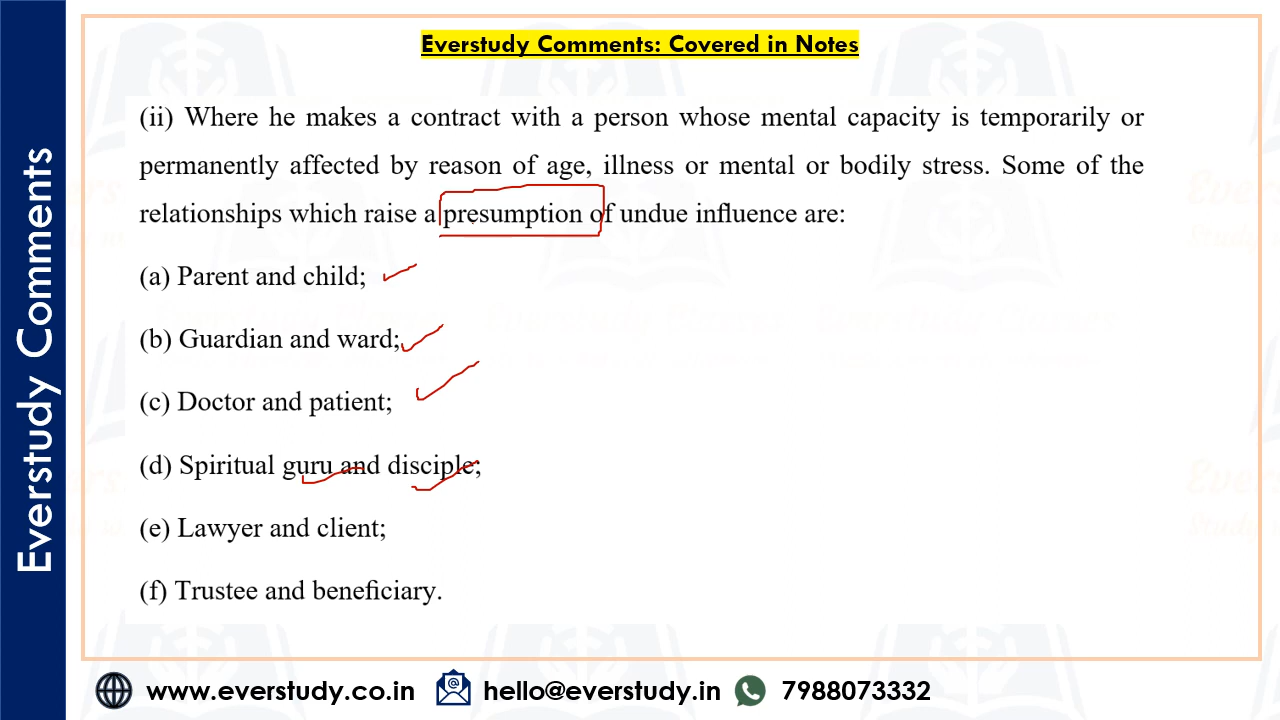 Everstudy Comments: Covered in Notes
Everstudy Comments
(ii) Where he makes a contract with a person whose mental capacity is temporarily or
permanently affected by reason of age, illness or mental or bodily stress. Some of the
relationships which raise a presumption of undue influence are:
(a) Parent and child;
(b) Guardian and ward;
(c) Doctor and patient;
(d) Spiritual guru and disciple;
(e) Lawyer and client;
(f) Trustee and beneficiary.
www.everstudy.co.in hello@everstudy.in 7988073332